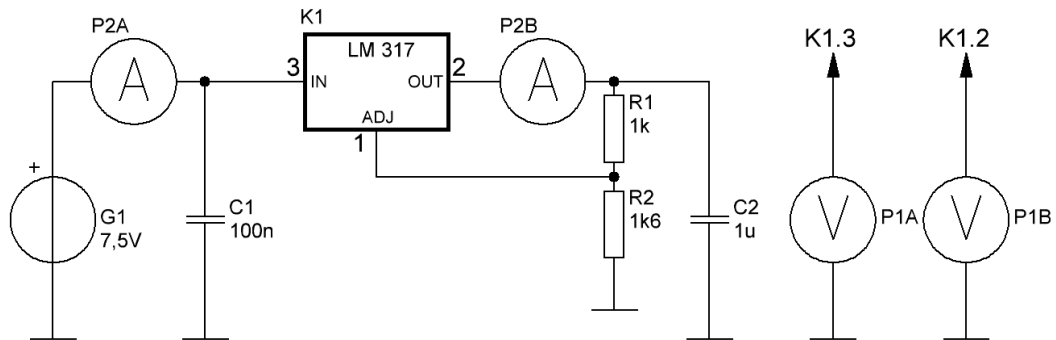 P2A
K1
P2B
LM 317
K1.3
K1.2
A
3
IN
OUT
2
A
R1
1k
ADJ
1
+
G1
7,5V
C1
100n
R2
1k6
C2
1u
V
P1A
V
P1B